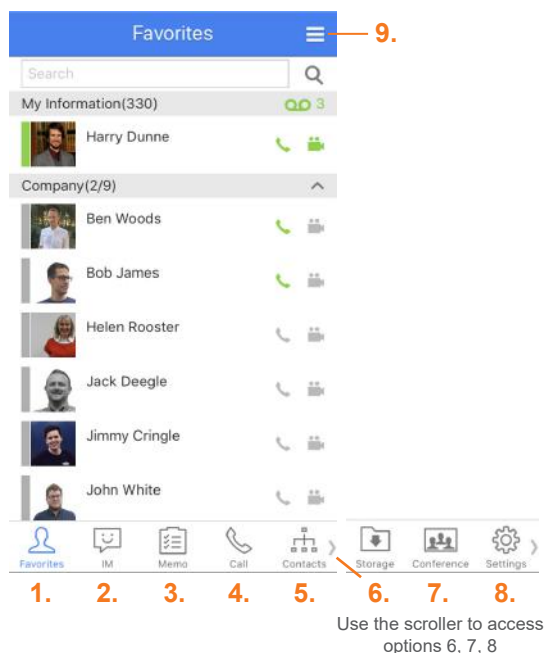 Favorites
9.
Search
My Information(330)
3
Harry Dunne
Company(2/9)
Ben Woods
Bob James
Helen Rooster
Jack Deegle
Jimmy Cringle
John White
Favorites IM Memo Call Contacts Storage Conference Settings
1. 2. 3. 4. 5. 6. 7. 8.
Use the scroller to access
options 6, 7, 8